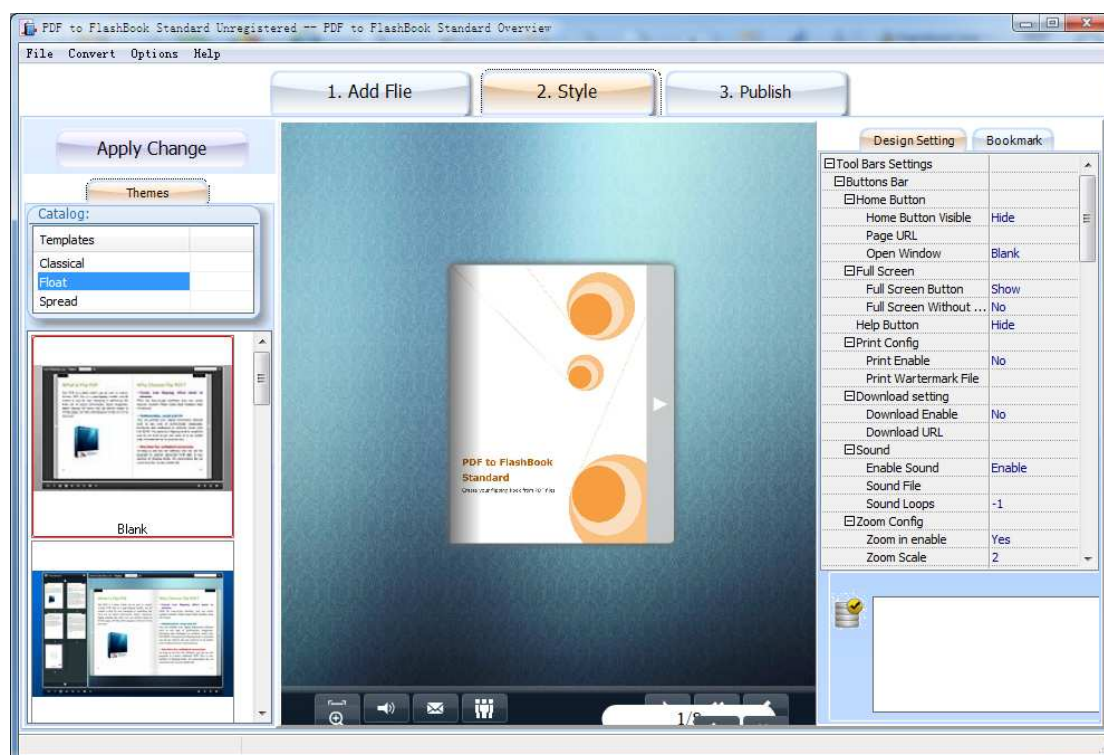 PDF to FlashBook Standard Unregistered -- PDF to FlashBook Standard Overview
File Convert Options Help
1. Add Flie
2. Style
3. Publish
Apply Change
Themes
Catalog:
Templates
Classical
Float
Spread
Blank
PDF to FlashBook
Standard
1/8
Design Setting
Bookmark
Tool Bars Settings
Buttons Bar
Home Button
Home Button Visible Hide
Page URL
Open Window Blank
Full Screen
Full Screen Button Show
Full Screen Without ... No
Help Button Hide
Print Config
Print Enable No
Print Wartermark File
Download setting
Download Enable No
Download URL
Sound
Enable Sound Enable
Sound File
Sound Loops -1
Zoom Config
Zoom in enable Yes
Zoom Scale 2